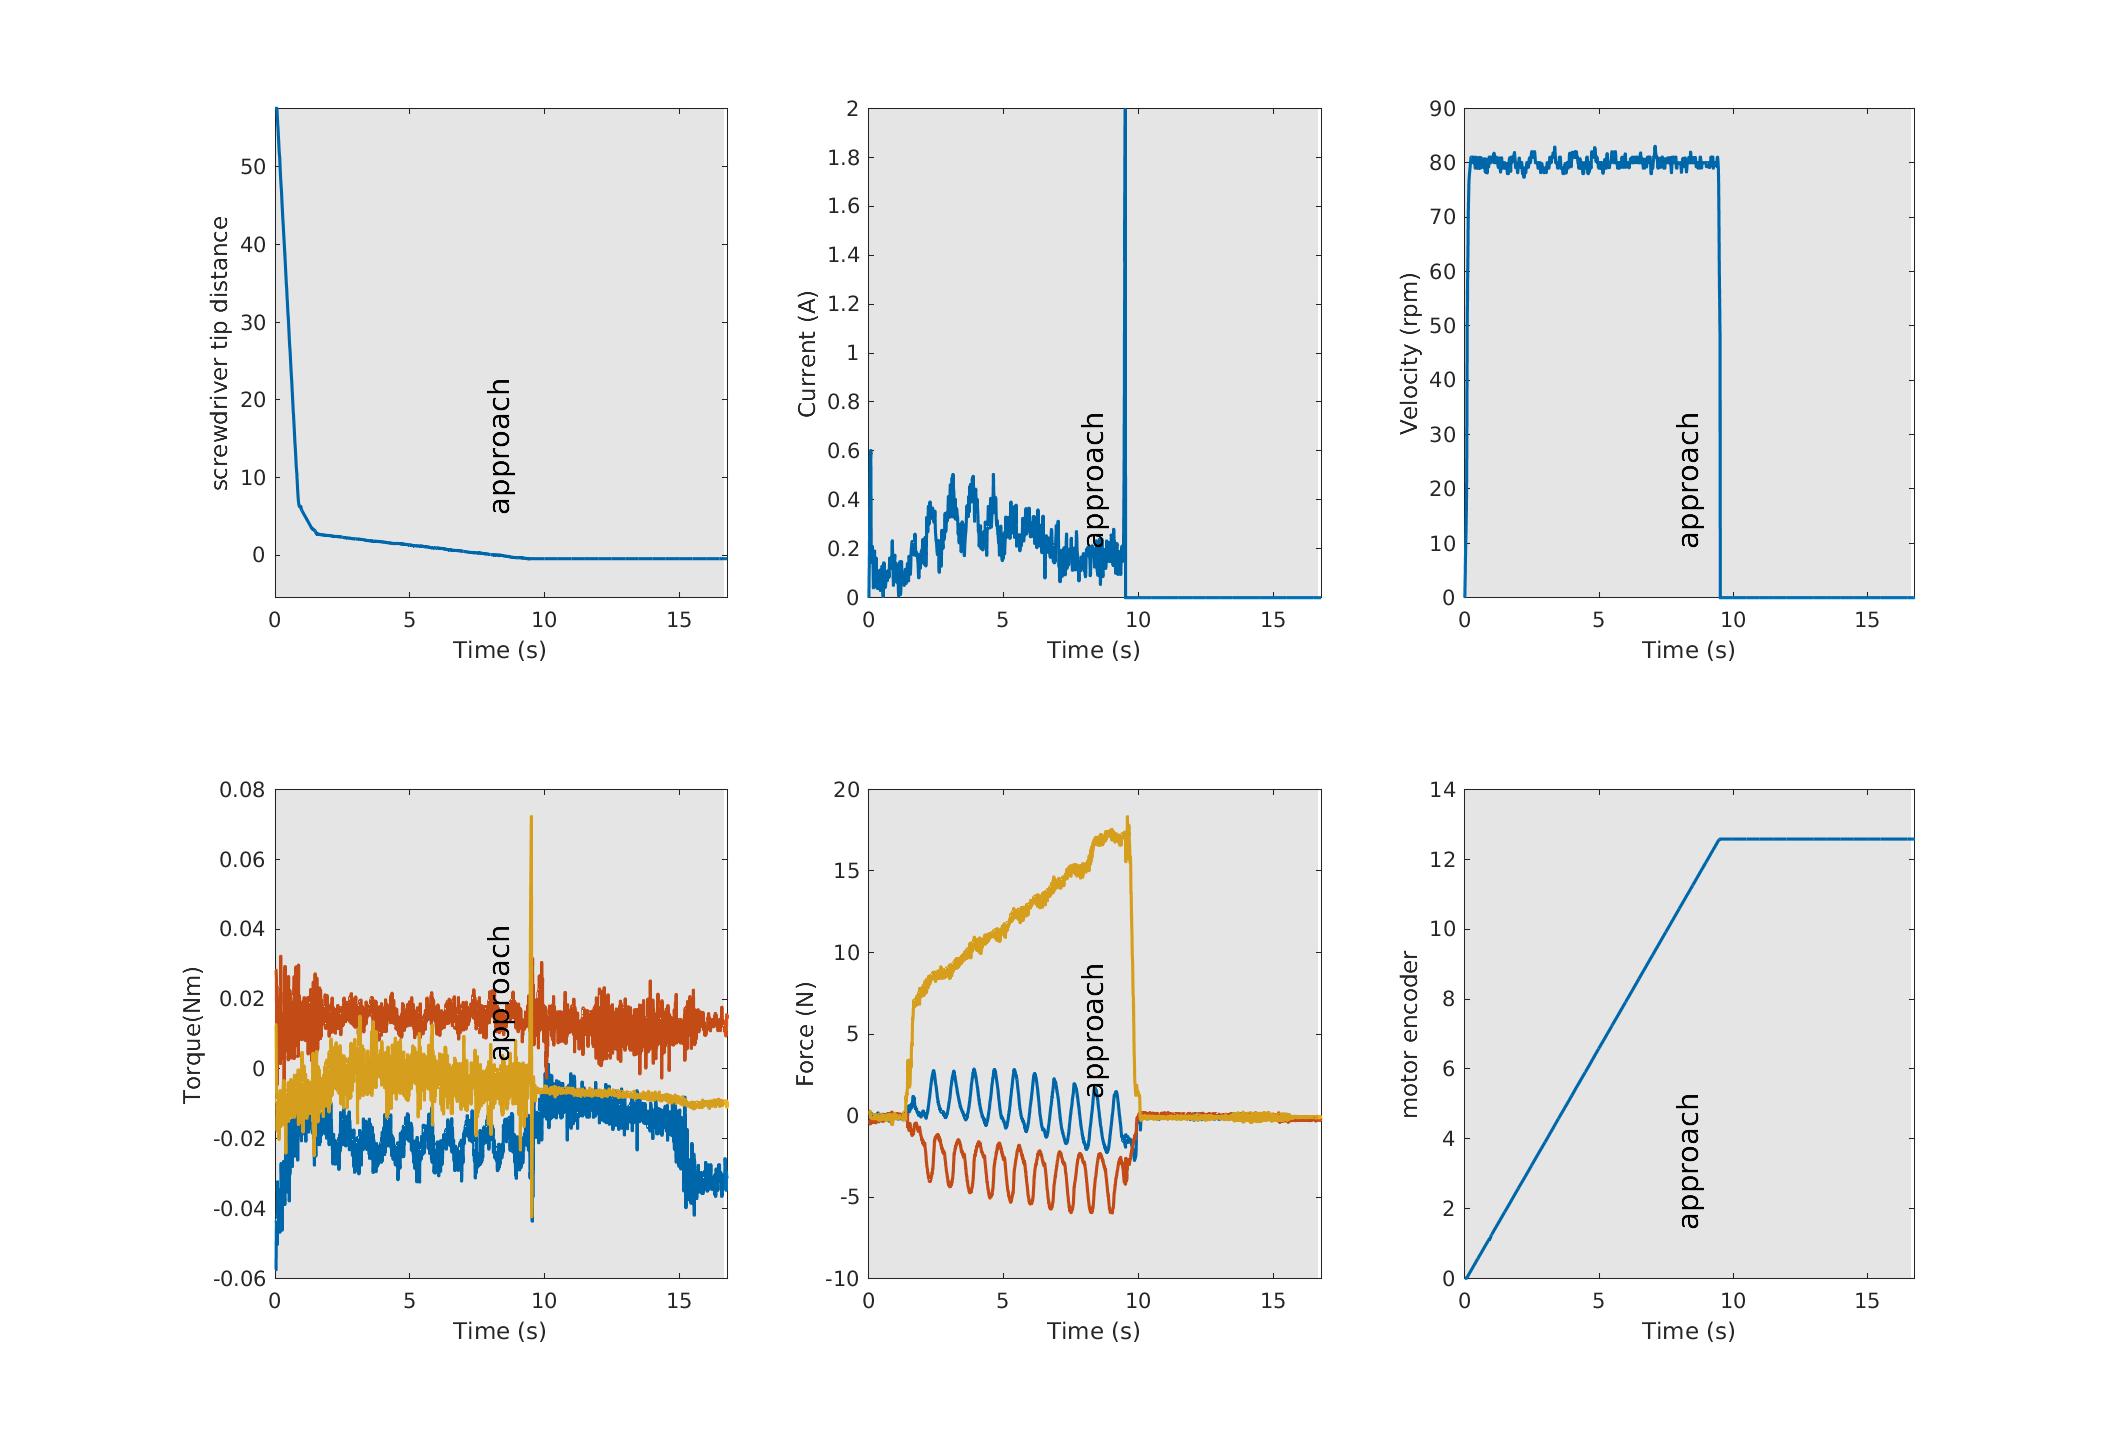 50
40
30
20
10
0
screwdriver tip distance
approach
0 5 10 15
Time (s)
2
1.8
1.6
1.4
1.2
1
0.8
0.6
0.4
0.2
0
Current (A)
approach
0 5 10 15
Time (s)
90
80
70
60
50
40
30
20
10
0
Velocity (rpm)
approach
0 5 10 15
Time (s)
0.08
0.06
0.04
0.02
0
-0.02
-0.04
-0.06
Torque(Nm)
approach
0 5 10 15
Time (s)
20
15
10
5
0
-5
-10
Force (N)
approach
0 5 10 15
Time (s)
14
12
10
8
6
4
2
0
motor encoder
approach
0 5 10 15
Time (s)